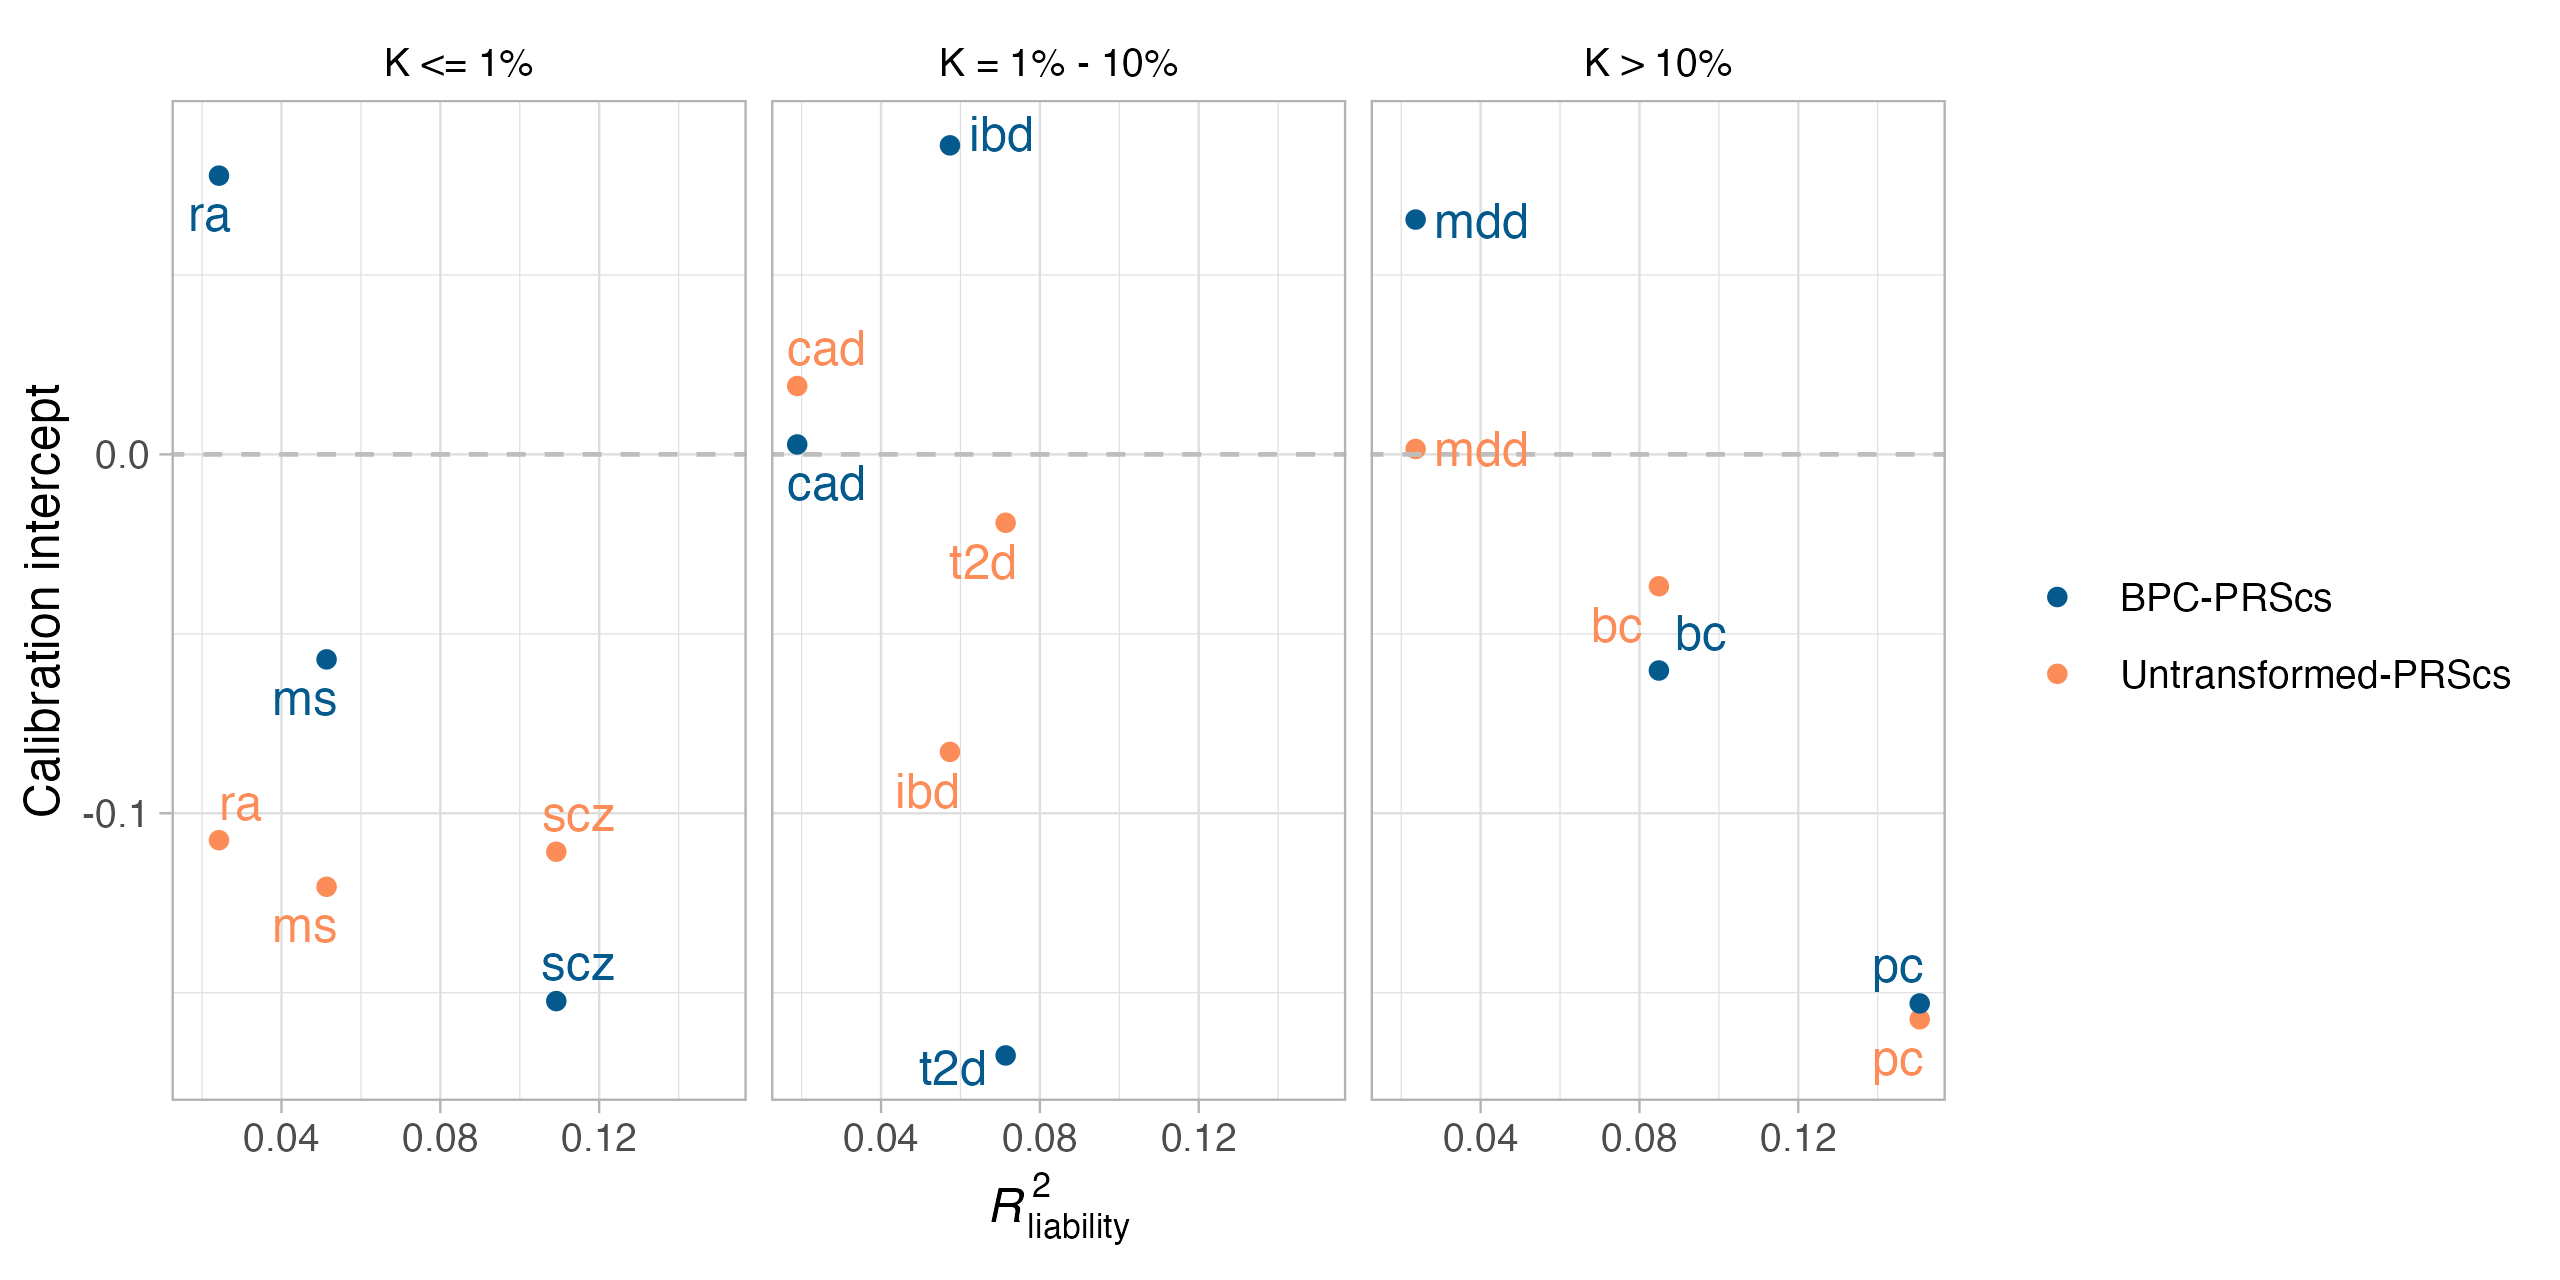 K <= 1%
K = 1% - 10%
K > 10%
Calibration intercept
0.0
-0.1
ra
ms
ra
scz
ms
scz
ibd
cad
cad
t2d
ibd
t2d
mdd
mdd
bc
bc
pc
pc
0.04 0.08 0.12
0.04 0.08 0.12
0.04 0.08 0.12
R²liability
BPC-PRScs
Untransformed-PRScs